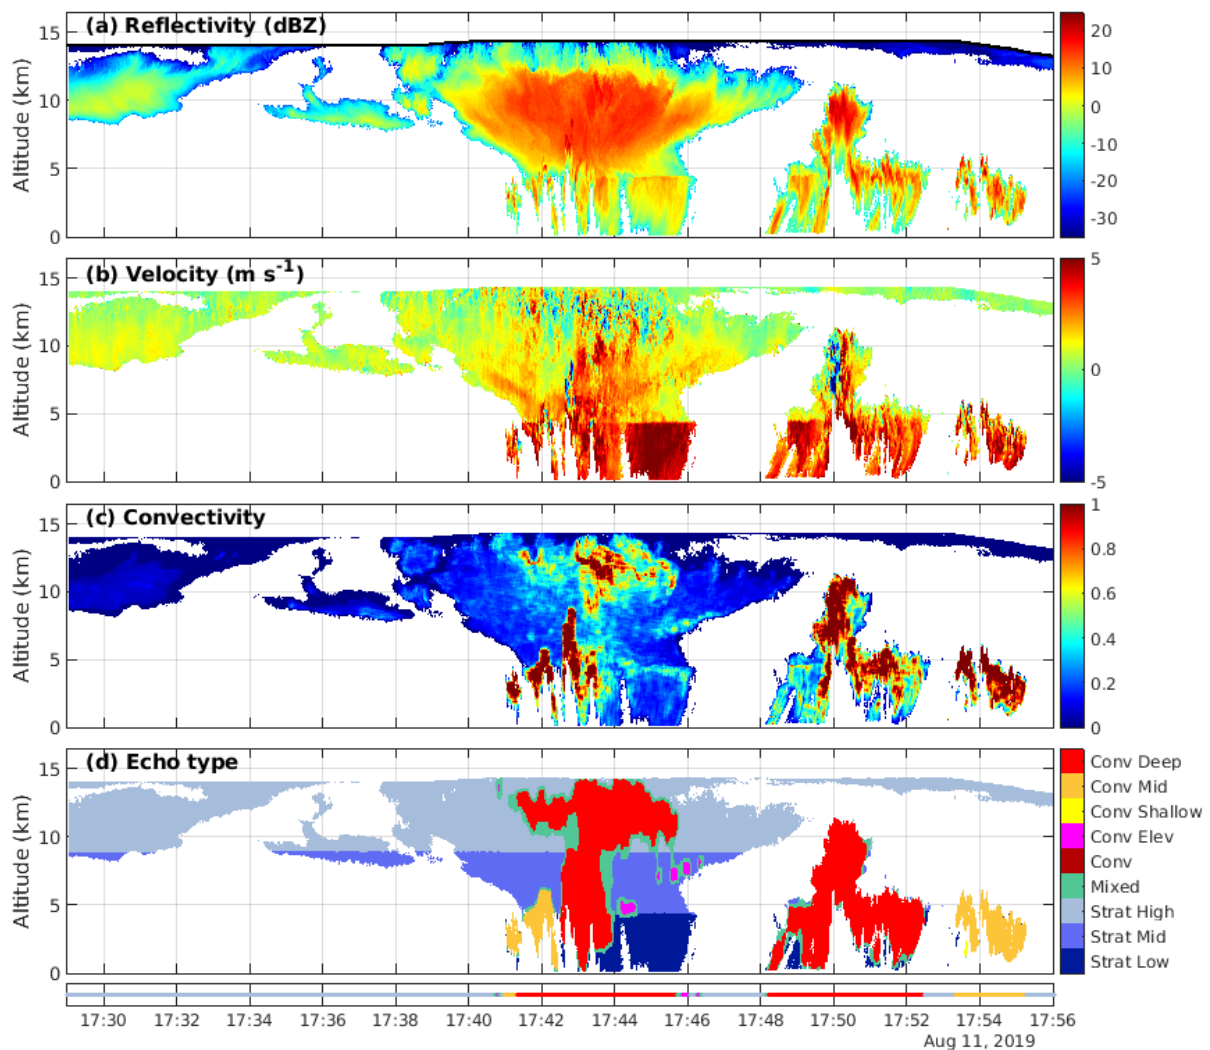 (a) Reflectivity (dBZ)
Altitude (km)
15
10
5
0
20
10
0
-10
-20
-30
(b) Velocity (m s-1)
Altitude (km)
15
10
5
0
5
0
-5
(c) Convectivity
Altitude (km)
15
10
5
0
1
0.8
0.6
0.4
0.2
0
(d) Echo type
Altitude (km)
15
10
5
0
Conv Deep
Conv Mid
Conv Shallow
Conv Elev
Conv
Mixed
Strat High
Strat Mid
Strat Low
17:30 17:32 17:34 17:36 17:38 17:40 17:42 17:44 17:46 17:48 17:50 17:52 17:54 17:56
Aug 11, 2019